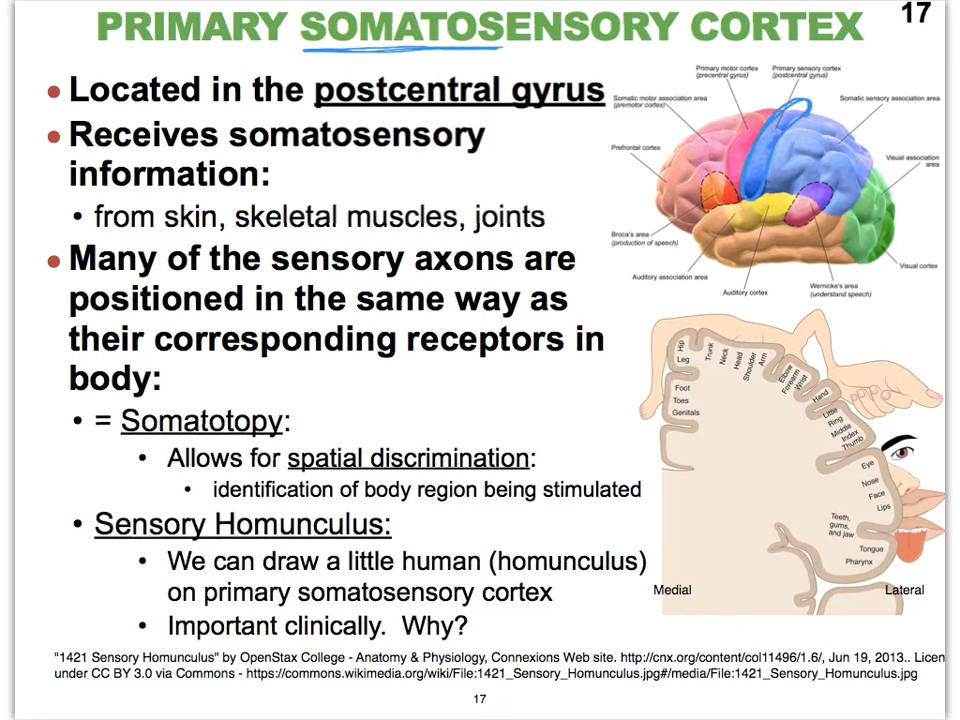 PRIMARY SOMATOSENSORY CORTEX
17
• Located in the postcentral gyrus
• Receives somatosensory
information:
• from skin, skeletal muscles, joints
• Many of the sensory axons are
positioned in the same way as
their corresponding receptors in
body:
• = Somatotopy:
• Allows for spatial discrimination:
• identification of body region being stimulated
• Sensory Homunculus:
• We can draw a little human (homunculus)
on primary somatosensory cortex
• Important clinically.  Why?
Primary motor cortex
(precentral gyrus)
Primary sensory cortex
(postcentral gyrus)
Somatic motor association area
(premotor cortex)
Somatic sensory association area
Prefrontal cortex
Visual association
area
Broca's area
(production of speech)
Visual cortex
Auditory association area
Auditory cortex
Wernicke's area
(understand speech)
Hip
Leg
Foot
Toes
Genitals
Trunk
Neck
Head
Shoulder
Arm
Elbow
Forearm
Wrist
Hand
Little
Ring
Middle
Index
Thumb
Eye
Nose
Face
Lips
Teeth,
gums,
and jaw
Tongue
Pharynx
Medial
Lateral
"1421 Sensory Homunculus" by OpenStax College - Anatomy & Physiology, Connexions Web site. http://cnx.org/content/col11496/1.6/, Jun 19, 2013.. Licen
under CC BY 3.0 via Commons - https://commons.wikimedia.org/wiki/File:1421_Sensory_Homunculus.jpg#/media/File:1421_Sensory_Homunculus.jpg
17